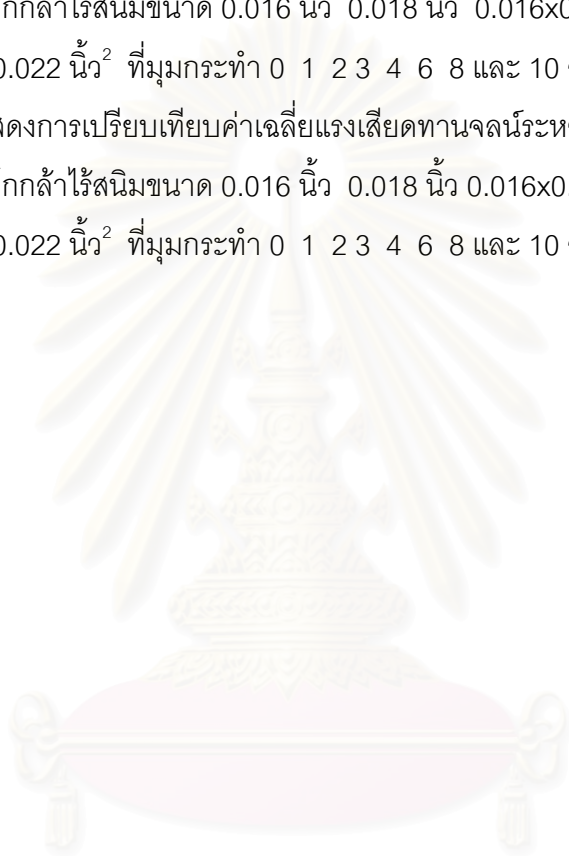 กกล้าไร้สนิมขนาด 0.016 นิ้ว 0.018 นิ้ว 0.016x0
0.022 นิ้ว² ที่มุมกระทำ 0 1 2 3 4 6 8 และ 10
สดงการเปรียบเทียบค่าเฉลี่ยแรงเสียดทานจลน์ระห
กกล้าไร้สนิมขนาด 0.016 นิ้ว 0.018 นิ้ว 0.016x0.
0.022 นิ้ว² ที่มุมกระทำ 0 1 2 3 4 6 8 และ 10